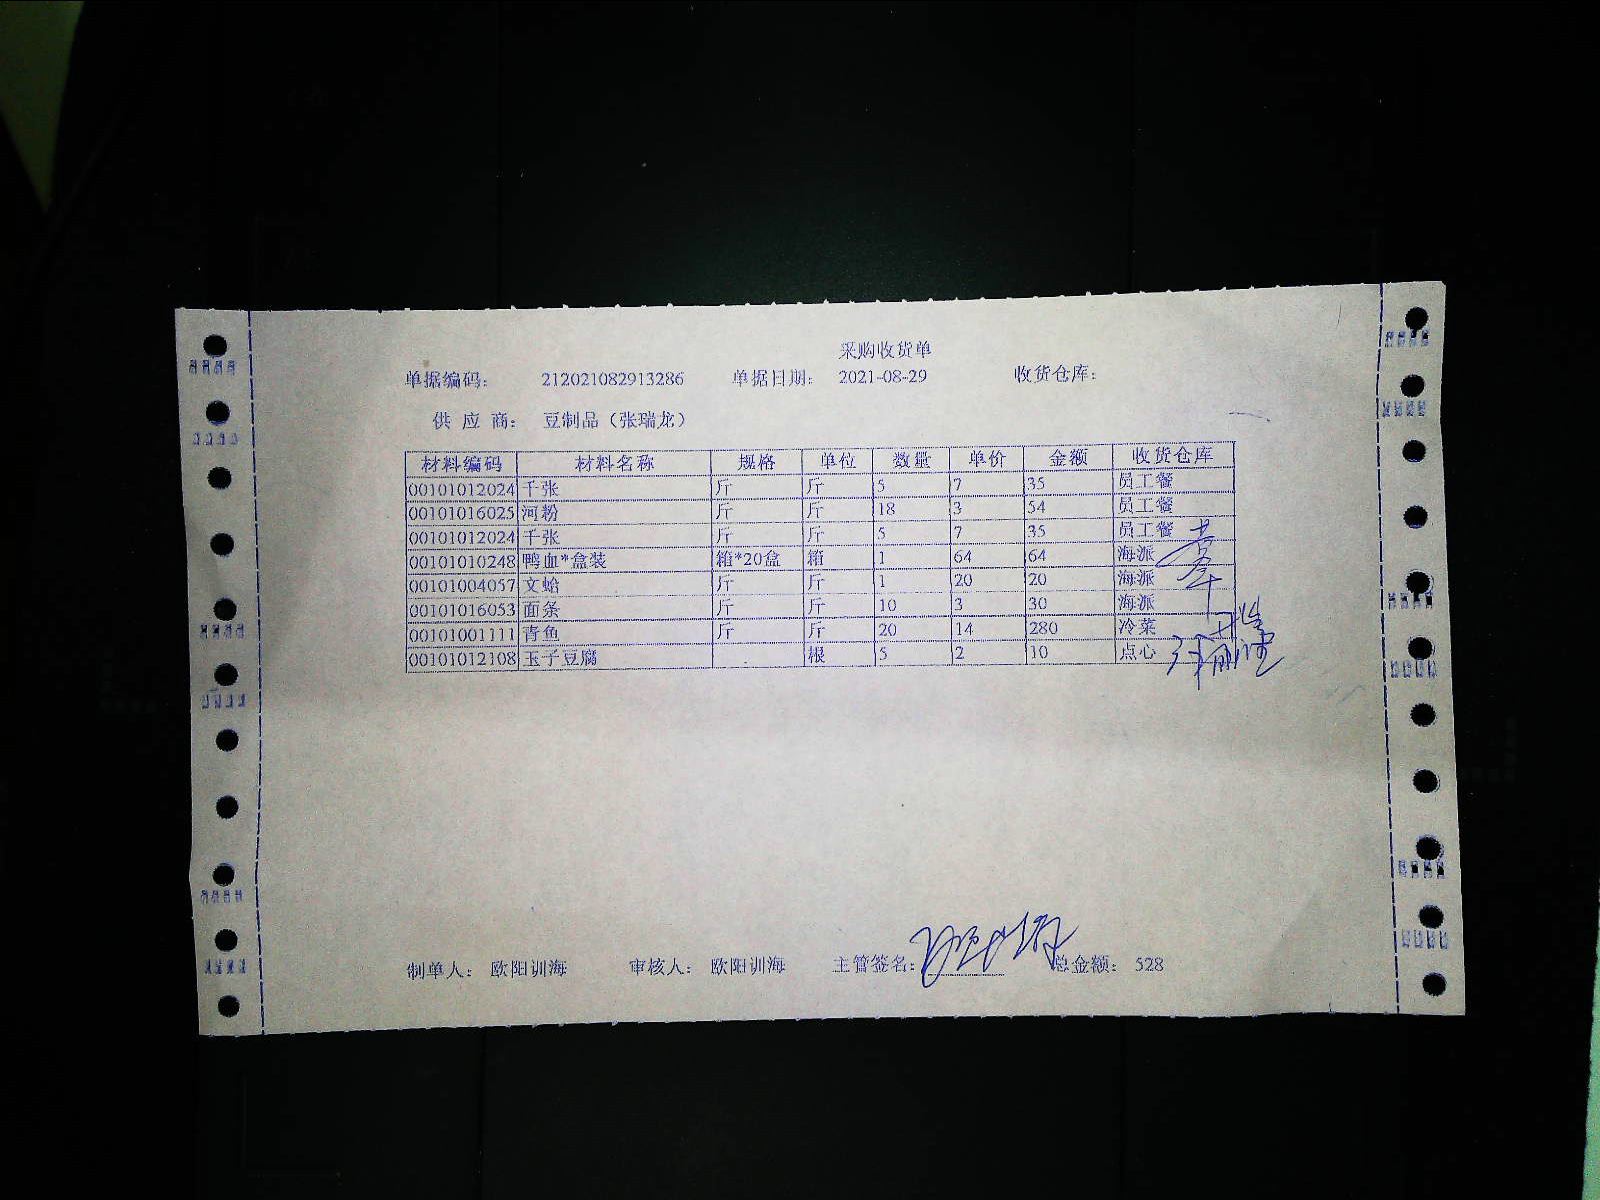 采购收货单
单据编码: 212021082913286 单据日期: 2021-08-29 收货仓库:
供 应 商: 豆制品（张瑞龙）
材料编码 材料名称 规格 单位 数量 单价 金额 收货仓库
00101012024 千张 斤 斤 5 7 35 员工餐
00101016025 河粉 斤 斤 18 3 54 员工餐
00101012024 千张 斤 斤 5 7 35 员工餐
00101010248 鸭血*盒装 箱*20盒 箱 1 64 64 海派
00101004057 文蛤 斤 斤 1 20 20 海派
00101016053 面条 斤 斤 10 3 30 海派
00101001111 青鱼 斤 斤 20 14 280 冷菜
00101012108 玉子豆腐 根 5 2 10 点心
制单人: 欧阳训海 审核人: 欧阳训海 主管签名: 总金额: 528